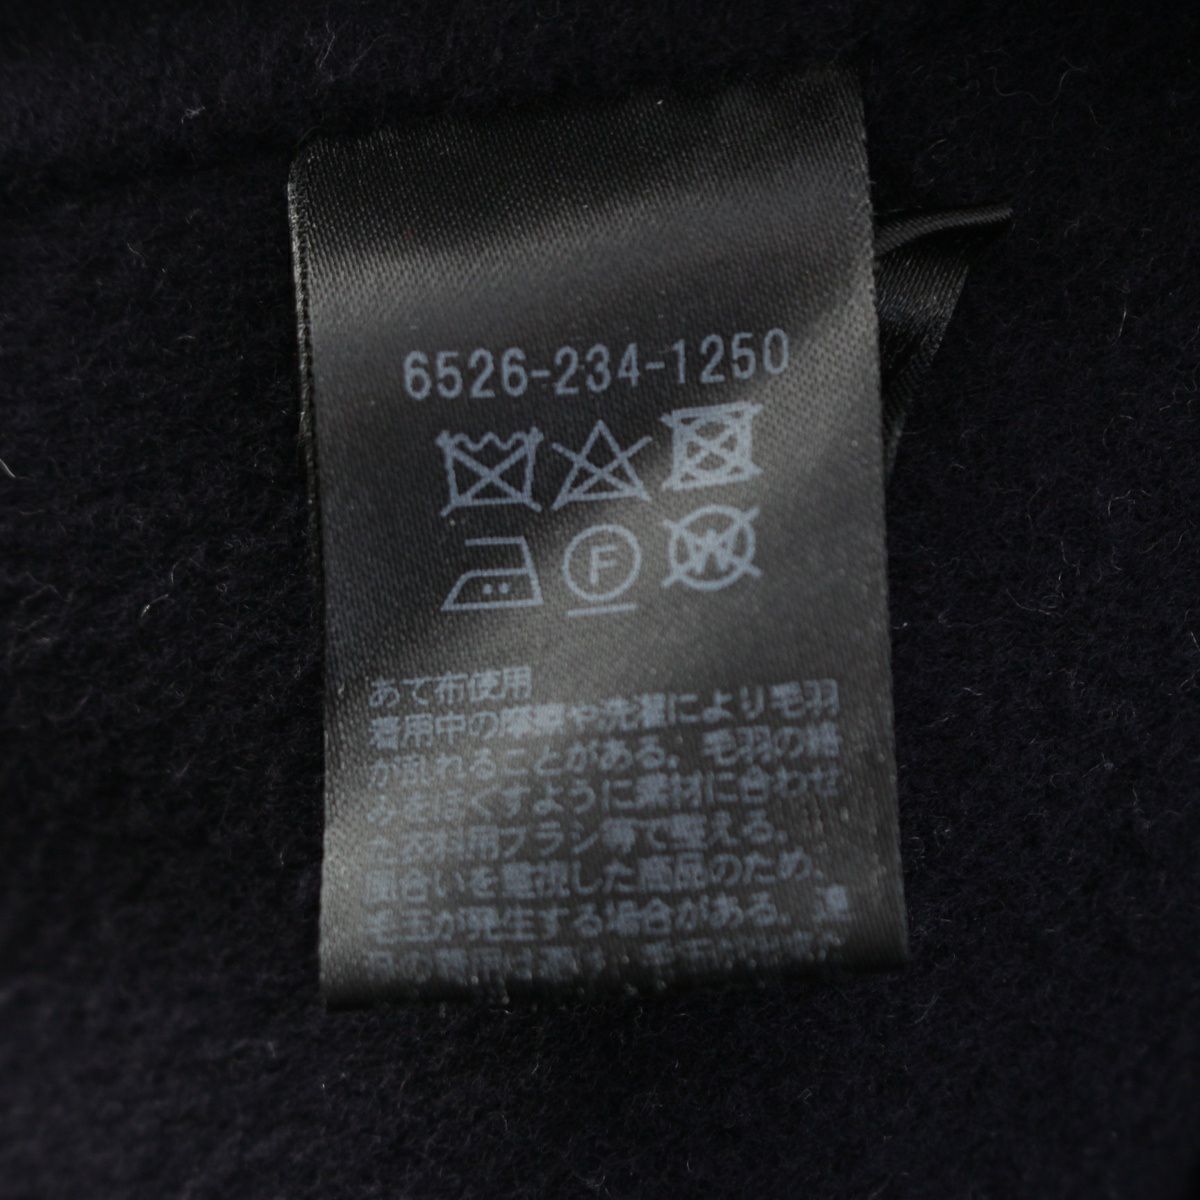 6526-234-1250
F
W
あて布使用
着用中の摩擦や洗濯により毛羽
が乱れることがある。毛羽の絡
みをほぐすように素材に合わせ
衣料用ブラシ等で整える。
風合いを重視した商品のため、
毛玉が発生する場合がある。過